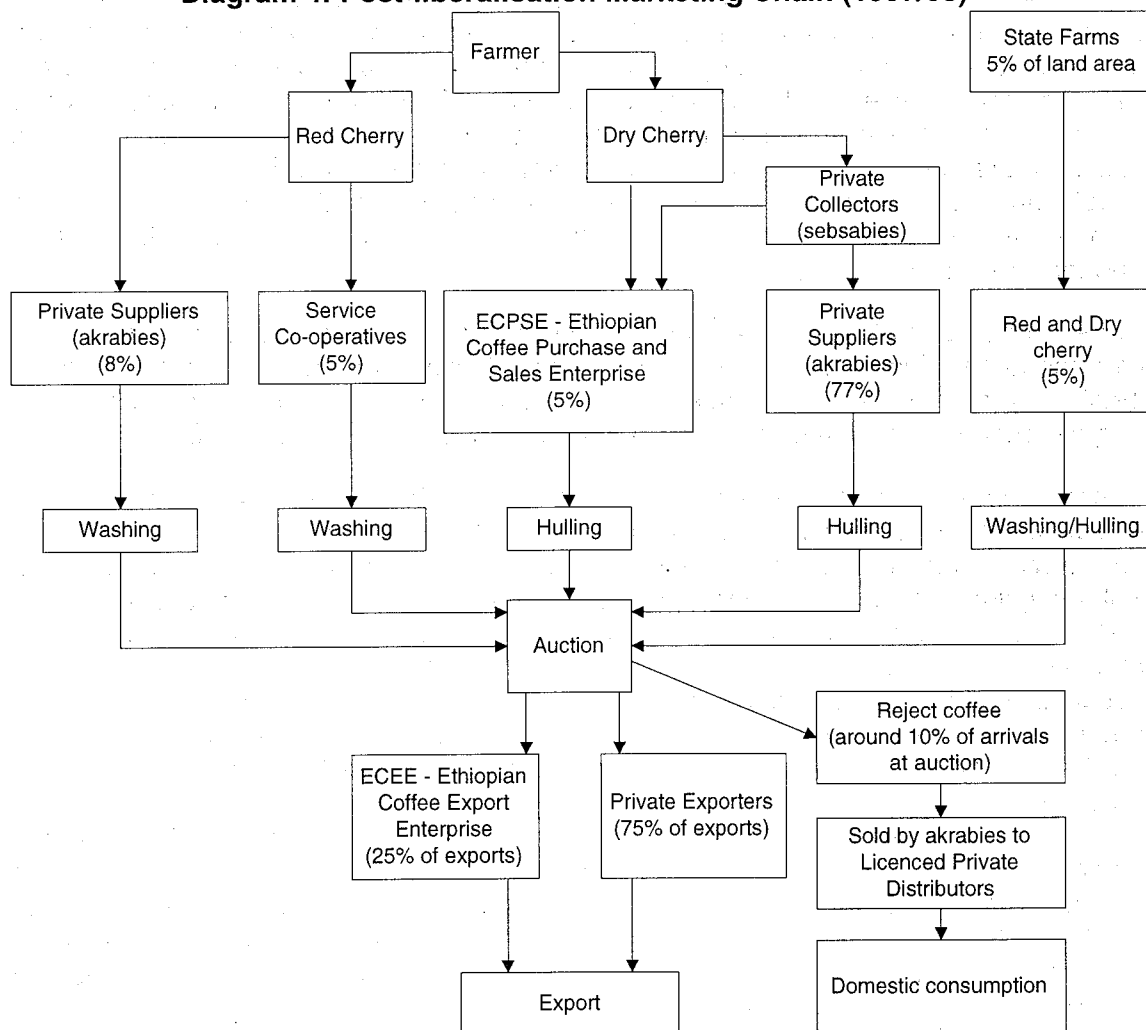 Farmer
State Farms
5% of land area
Red Cherry
Dry Cherry
Private
Collectors
(sebsabies)
Private Suppliers
(akrabies)
(8%)
Service
Co-operatives
(5%)
ECPSE - Ethiopian
Coffee Purchase and
Sales Enterprise
(5%)
Private
Suppliers
(akrabies)
(77%)
Red and Dry
cherry
(5%)
Washing
Washing
Hulling
Hulling
Washing/Hulling
Auction
Reject coffee
(around 10% of arrivals
at auction)
ECEE - Ethiopian
Coffee Export
Enterprise
(25% of exports)
Private Exporters
(75% of exports)
Sold by akrabies to
Licenced Private
Distributors
Export
Domestic consumption